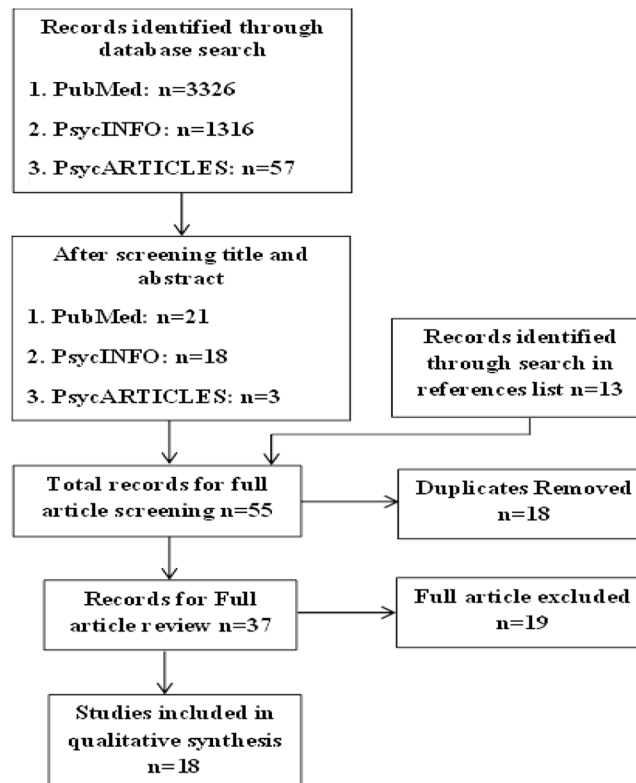 Records identified through
database search
1. PubMed: n=3326
2. PsycINFO: n=1316
3. PsycARTICLES: n=57
After screening title and
abstract
1. PubMed: n=21
2. PsycINFO: n=18
3. PsycARTICLES: n=3
Records identified
through search in
references list n=13
Total records for full
article screening n=55
Duplicates Removed
n=18
Records for Full
article review n=37
Full article excluded
n=19
Studies included in
qualitative synthesis
n=18